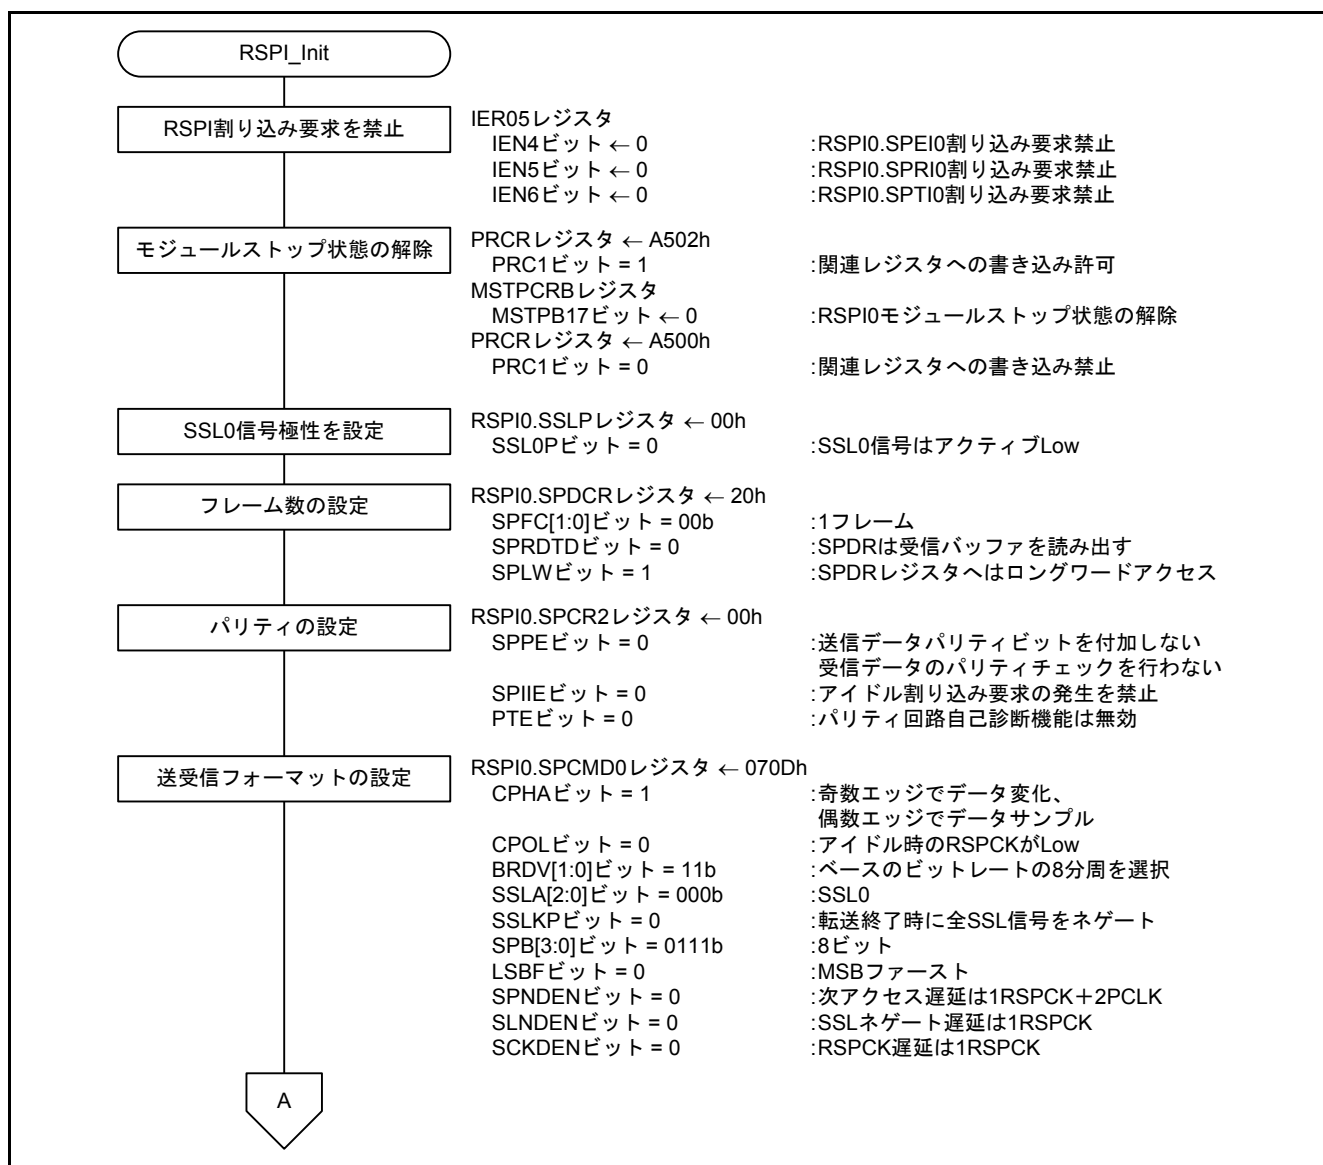 RSPI_Init
RSPI割り込み要求を禁止
IER05レジスタ
IEN4ビット ← 0 :RSPI0.SPEI0割り込み要求禁止
IEN5ビット ← 0 :RSPI0.SPRI0割り込み要求禁止
IEN6ビット ← 0 :RSPI0.SPTI0割り込み要求禁止
モジュールストップ状態の解除
PRCRレジスタ ← A502h
PRC1ビット = 1 :関連レジスタへの書き込み許可
MSTPCRBレジスタ
MSTPB17ビット ← 0 :RSPI0モジュールストップ状態の解除
PRCRレジスタ ← A500h
PRC1ビット = 0 :関連レジスタへの書き込み禁止
SSL0信号極性を設定
RSPI0.SSLPレジスタ ← 00h
SSL0Pビット = 0 :SSL0信号はアクティブLow
フレーム数の設定
RSPI0.SPDCRレジスタ ← 20h
SPFC[1:0]ビット = 00b :1フレーム
SPRDTDビット = 0 :SPDRは受信バッファを読み出す
SPLWビット = 1 :SPDRレジスタへはロングワードアクセス
パリティの設定
RSPI0.SPCR2レジスタ ← 00h
SPPEビット = 0 :送信データパリティビットを付加しない
受信データのパリティチェックを行わない
SPIIEビット = 0 :アイドル割り込み要求の発生を禁止
PTEビット = 0 :パリティ回路自己診断機能は無効
送受信フォーマットの設定
RSPI0.SPCMD0レジスタ ← 070Dh
CPHAビット = 1 :奇数エッジでデータ変化、
偶数エッジでデータサンプル
CPOLビット = 0 :アイドル時のRSPCKがLow
BRDV[1:0]ビット = 11b :ベースのビットレートの8分周を選択
SSLA[2:0]ビット = 000b :SSL0
SSLKPビット = 0 :転送終了時に全SSL信号をネゲート
SPB[3:0]ビット = 0111b :8ビット
LSBFビット = 0 :MSBファースト
SPNDENビット = 0 :次アクセス遅延は1RSPCK＋2PCLK
SLNDENビット = 0 :SSLネゲート遅延は1RSPCK
SCKDENビット = 0 :RSPCK遅延は1RSPCK
A